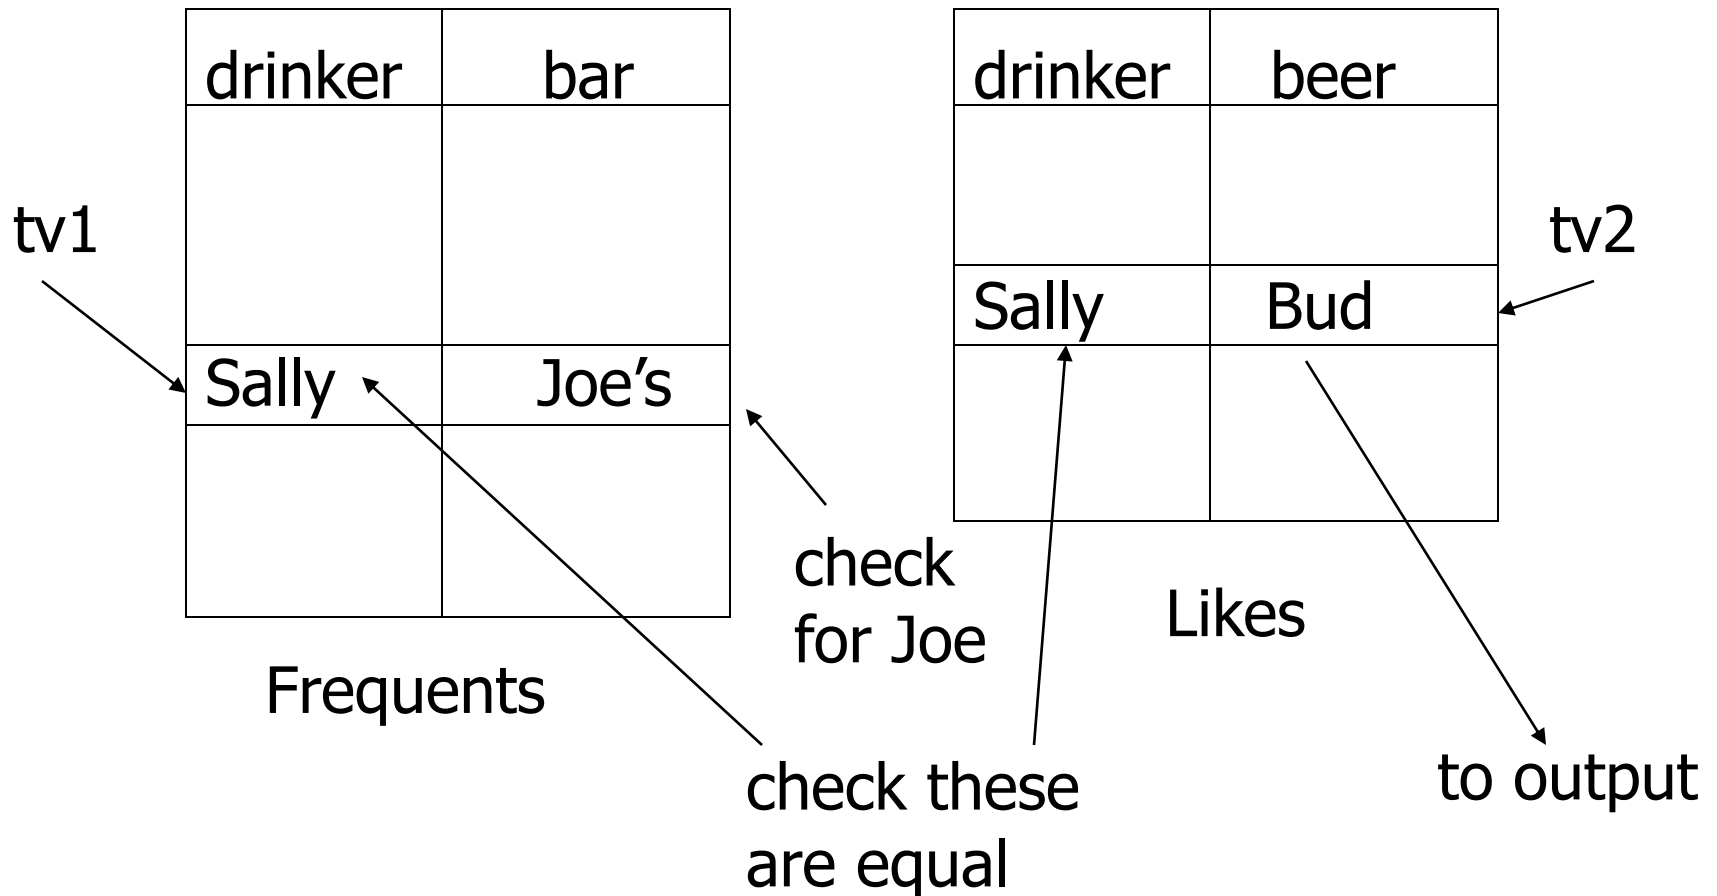 drinker bar
tv1
Sally Joe’s
Frequents
drinker beer
tv2
Sally Bud
Likes
check
for Joe
check these
are equal
to output